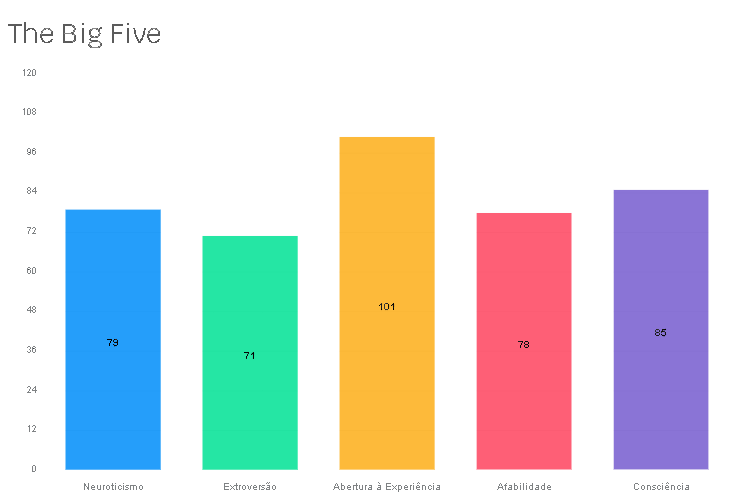 The Big Five
120
108
96
84
72
60
48
36
24
12
0
79
71
101
78
85
Neuroticismo
Extroversão
Abertura à Experiência
Afabilidade
Consciência